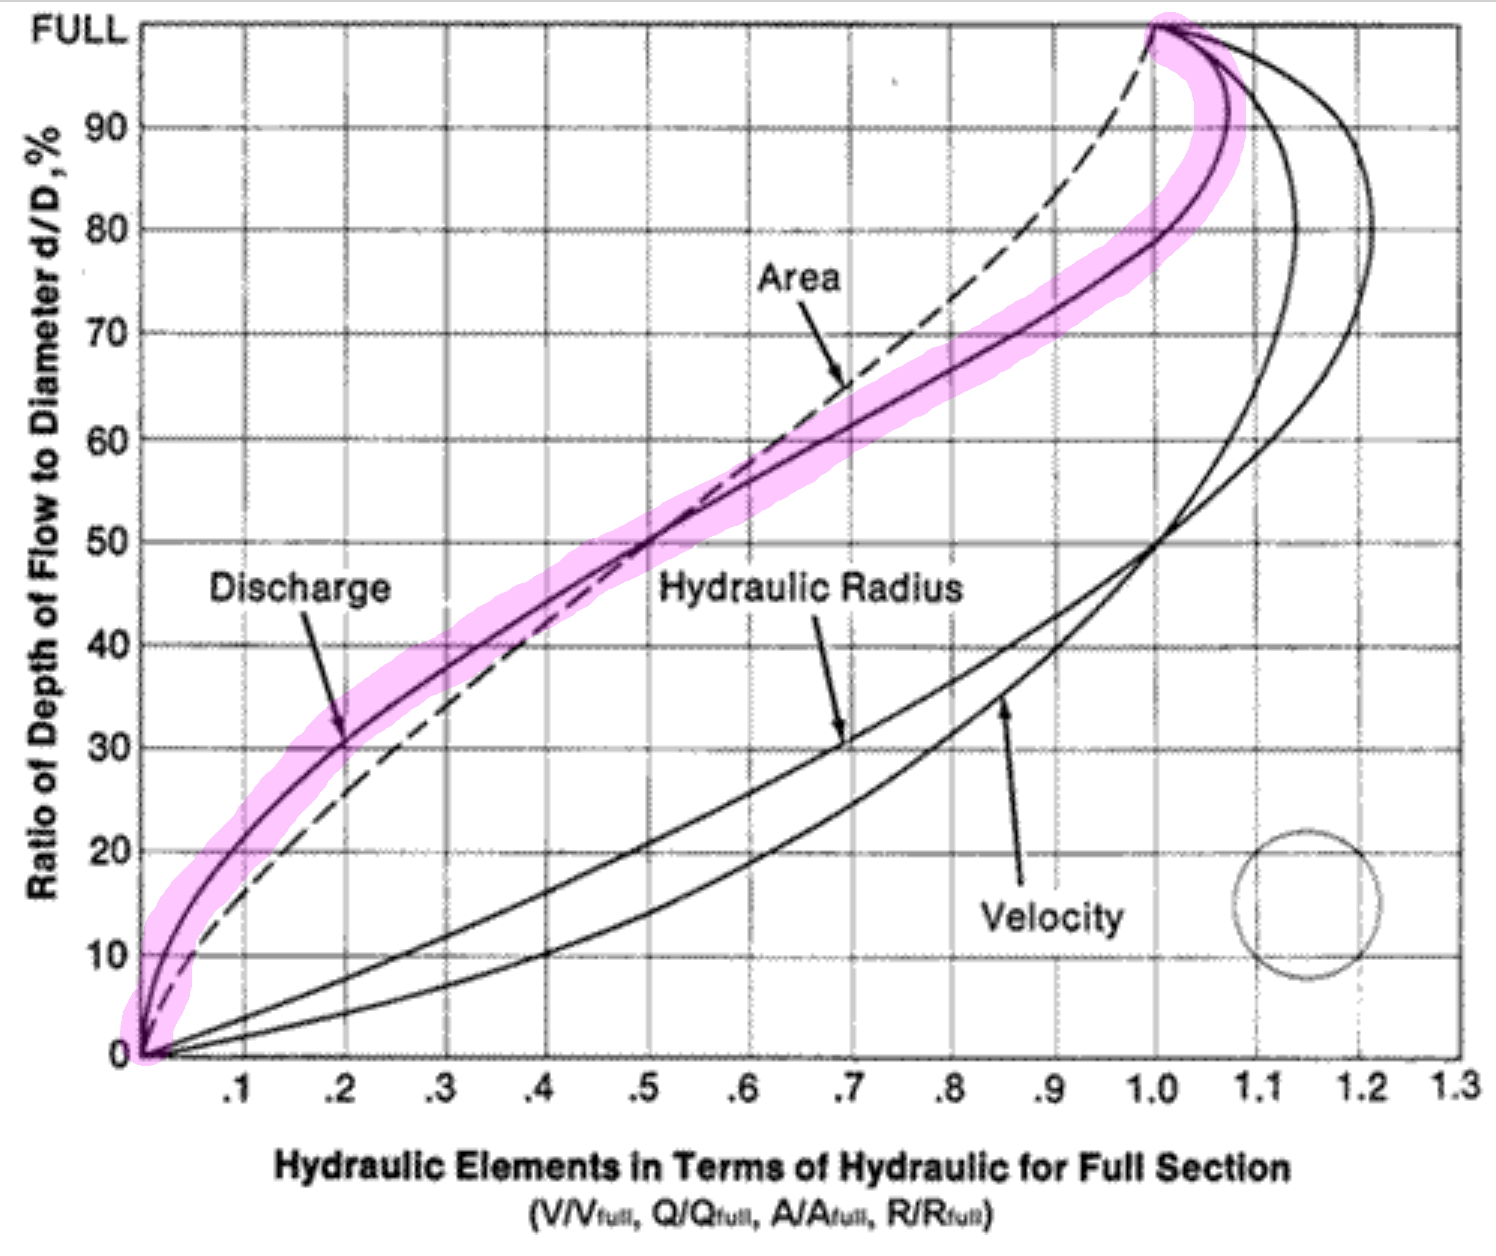 FULL
90
80
70
60
50
40
30
20
10
0
Ratio of Depth of Flow to Diameter d/D,%
Area
Discharge
Hydraulic Radius
Velocity
.1 .2 .3 .4 .5 .6 .7 .8 .9 1.0 1.1 1.2 1.3
Hydraulic Elements in Terms of Hydraulic for Full Section
(V/Vfull, Q/Qfull, A/Afull, R/Rfull)